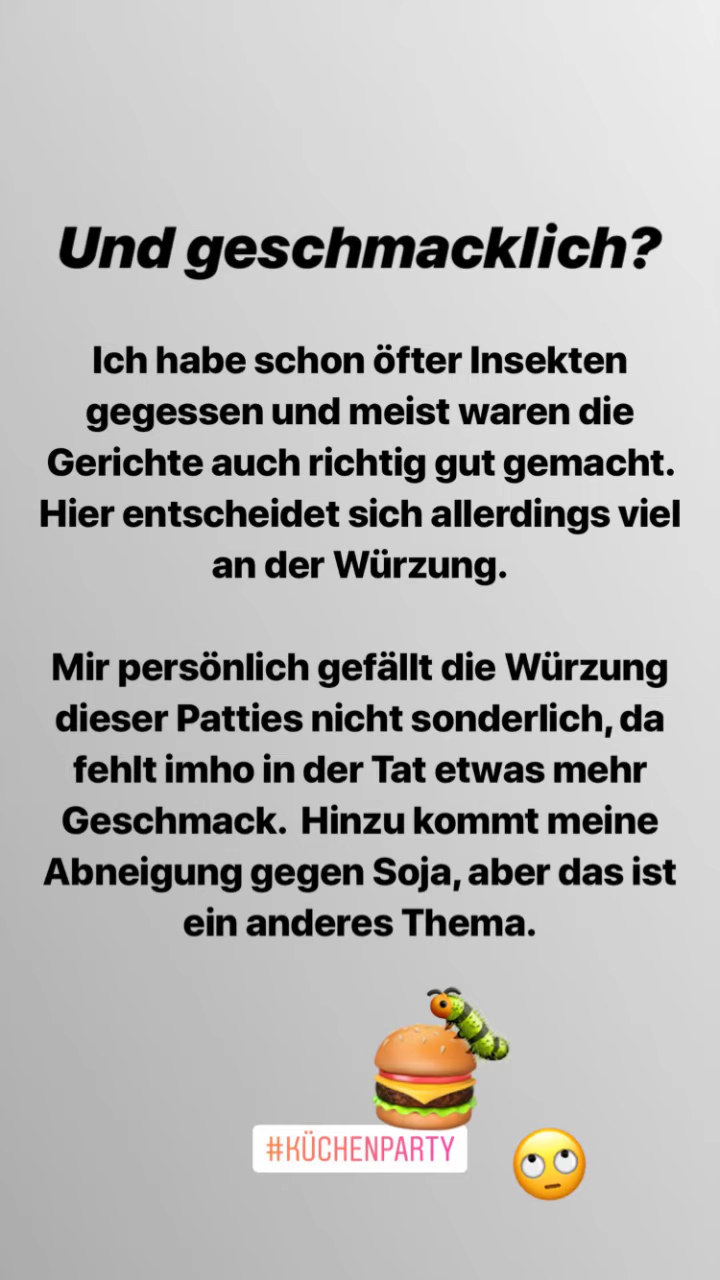 Und geschmacklich?
Ich habe schon öfter Insekten
gegessen und meist waren die
Gerichte auch richtig gut gemacht.
Hier entscheidet sich allerdings viel
an der Würzung.
Mir persönlich gefällt die Würzung
dieser Patties nicht sonderlich, da
fehlt imho in der Tat etwas mehr
Geschmack.  Hinzu kommt meine
Abneigung gegen Soja, aber das ist
ein anderes Thema.
#KÜCHENPARTY